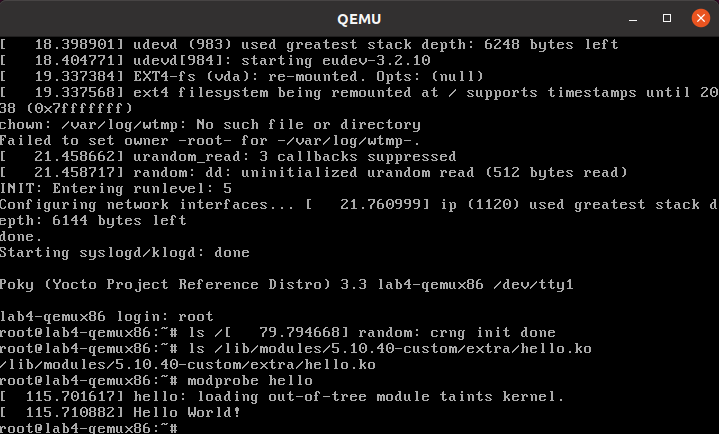 QEMU
[   18.398901] udevd (983) used greatest stack depth: 6248 bytes left
[   18.404771] udevd[984]: starting eudev-3.2.10
[   19.337384] EXT4-fs (vda): re-mounted. Opts: (null)
[   19.337568] ext4 filesystem being remounted at / supports timestamps until 20
38 (0x7fffffff)
chown: /var/log/wtmp: No such file or directory
Failed to set owner -root- for -/var/log/wtmp-.
[   21.458662] urandom_read: 3 callbacks suppressed
[   21.458717] random: dd: uninitialized urandom read (512 bytes read)
INIT: Entering runlevel: 5
Configuring network interfaces... [   21.760999] ip (1120) used greatest stack d
epth: 6144 bytes left
done.
Starting syslogd/klogd: done
Poky (Yocto Project Reference Distro) 3.3 lab4-qemux86 /dev/tty1
lab4-qemux86 login: root
root@lab4-qemux86:~# ls /[   79.794668] random: crng init done
root@lab4-qemux86:~# ls /lib/modules/5.10.40-custom/extra/hello.ko
/lib/modules/5.10.40-custom/extra/hello.ko
root@lab4-qemux86:~# modprobe hello
[  115.701617] hello: loading out-of-tree module taints kernel.
[  115.710882] Hello World!
root@lab4-qemux86:~#